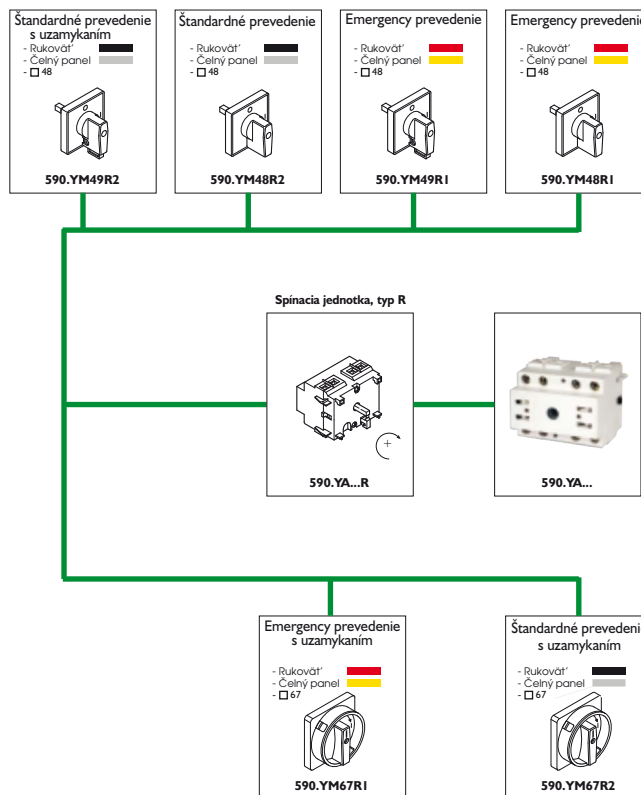 Štandardné prevedenie
s uzamykaním
- Rukoväť
- Čelný panel
- □ 48
590.YM49R2
Štandardné prevedenie
- Rukoväť
- Čelný panel
- □ 48
590.YM48R2
Emergency prevedenie
- Rukoväť
- Čelný panel
- □ 48
590.YM49R1
Emergency prevedenie
- Rukoväť
- Čelný panel
- □ 48
590.YM48R1
Spínacia jednotka, typ R
590.YA...R
590.YA...
Emergency prevedenie
s uzamykaním
- Rukoväť
- Čelný panel
- □ 67
590.YM67R1
Štandardné prevedenie
s uzamykaním
- Rukoväť
- Čelný panel
- □ 67
590.YM67R2